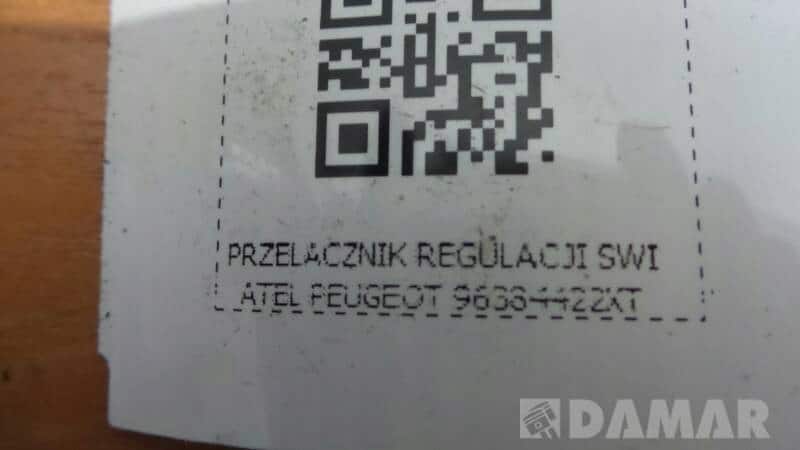 PRZELACZNIK REGULACJI SWI
ATEL PEUGEOT 96384422XT
DAMAR